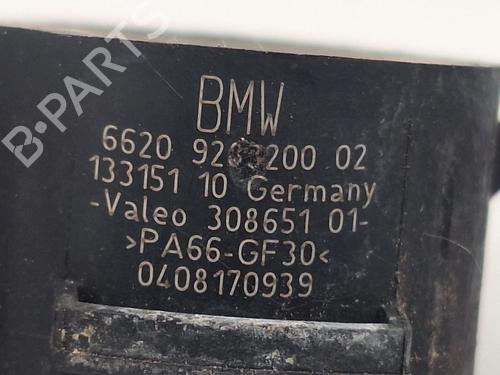 BMW
6620 02
133151 10 Germany
-Valeo 308651 01-
>PA66-GF30<
0408170939
B-PARTS